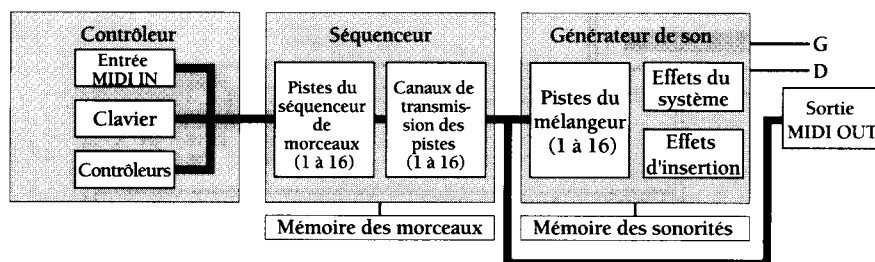 Contrôleur
Entrée
MIDI IN
Clavier
Contrôleurs
Séquenceur
Pistes du
séquenceur
de
morceaux
(1 à 16)
Canaux de
transmis-
sion des
pistes
(1 à 16)
Mémoire des morceaux
Générateur de son
Pistes du
mélangeur
(1 à 16)
Effets du
système
Effets
d'insertion
Mémoire des sonorités
G
D
Sortie
MIDI OUT